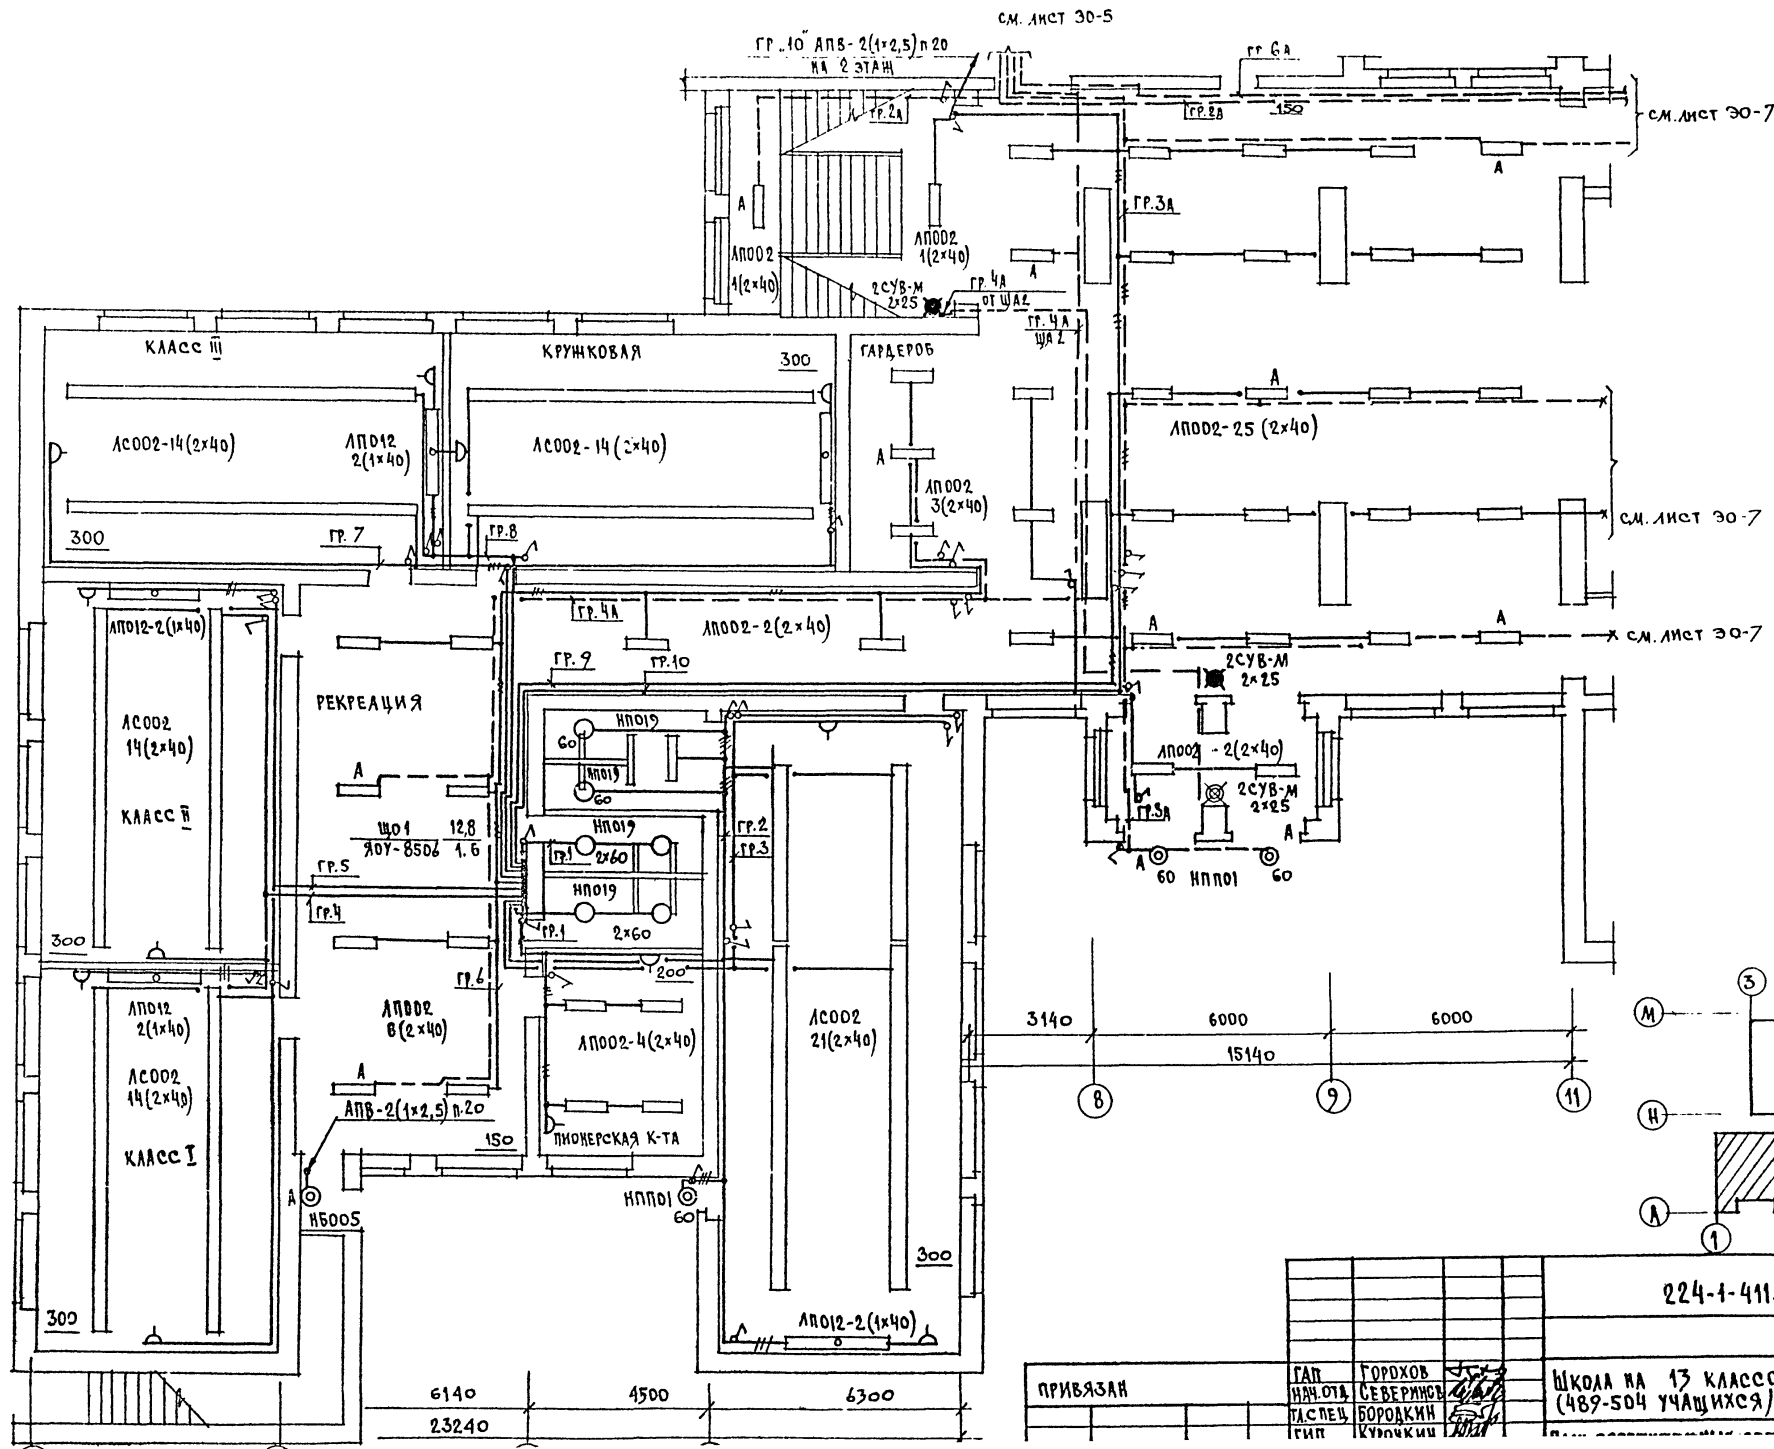 СМ. ЛИСТ ЭО-5
ГР. „10" АПВ-2(1×2,5) п20
НА 2 ЭТАЖ
ГР 6А
ГР.2А
ГР.2А
150
СМ. ЛИСТ ЭО-7
А
ГР.3А
А
ЛП002
1(2×40)
ЛП002
1(2×40)
А
2СУВ-М
2×25
ГР. 4А
ОТ ЩА2
ГР. 4А
ЩА2
КЛАСС III
КРУЖКОВАЯ
300
ГАРДЕРОБ
А
ЛС002-14(2×40)
ЛП012
2(1×40)
ЛС002-14(2×40)
А
ЛП002
3(2×40)
ЛП002-25 (2×40)
300
ГР. 7
ГР.8
СМ. ЛИСТ ЭО-7
ГР.4А
ЛП012-2(1×40)
ЛП002-2(2×40)
А
А
СМ. ЛИСТ ЭО-7
ГР. 9
ГР.10
2СУВ-М
2×25
РЕКРЕАЦИЯ
ЛС002
14(2×40)
НП019
60
НП019
60
ЛП002 -2(2×40)
А
КЛАСС II
2СУВ-М
2×25
ГР.3А
ЩО1
ЯОУ-8506
12,8
1.6
НП019
2×60
ГР.1
ГР.2
ГР.3
А
А
60
НПП01
60
ГР.5
ГР.4
НП019
2×60
ГР.1
300
200
√2
ГР.6
ЛП012
2(1×40)
ЛП002
8(2×40)
ЛП002-4(2×40)
ЛС002
21(2×40)
3140
6000
6000
15140
8
9
11
3
М
Н
А
1
ЛС002
14(2×40)
А
АПВ-2(1×2,5) п.20
КЛАСС I
150
ПИОНЕРСКАЯ К-ТА
А
НБ005
НПП01
60
300
300
ЛП012-2(1×40)
6140
4500
6300
23240
224-1-411.
ПРИВЯЗАН
ГАП ГОРОХОВ
НАЧ.ОТД СЕВЕРИНОВ
ГЛ.СПЕЦ БОРОДКИН
ГИП КУРОЧКИН
ШКОЛА НА 13 КЛАССО
(489-504 УЧАЩИХСЯ)